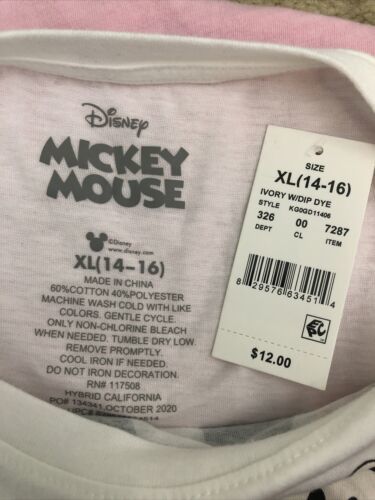 Disney
MICKEY
MOUSE
©Disney
www.disney.com
XL(14-16)
MADE IN CHINA
60%COTTON 40%POLYESTER
MACHINE WASH COLD WITH LIKE
COLORS. GENTLE CYCLE.
ONLY NON-CHLORINE BLEACH
WHEN NEEDED. TUMBLE DRY LOW.
REMOVE PROMPTLY.
COOL IRON IF NEEDED.
DO NOT IRON DECORATION.
RN# 117508
HYBRID CALIFORNIA
PO# 134341,OCTOBER 2020
SIZE
XL(14-16)
IVORY W/DIP DYE
STYLE KG0GD11406
326 00 7287
DEPT CL ITEM
8 29576 63451 4
$12.00